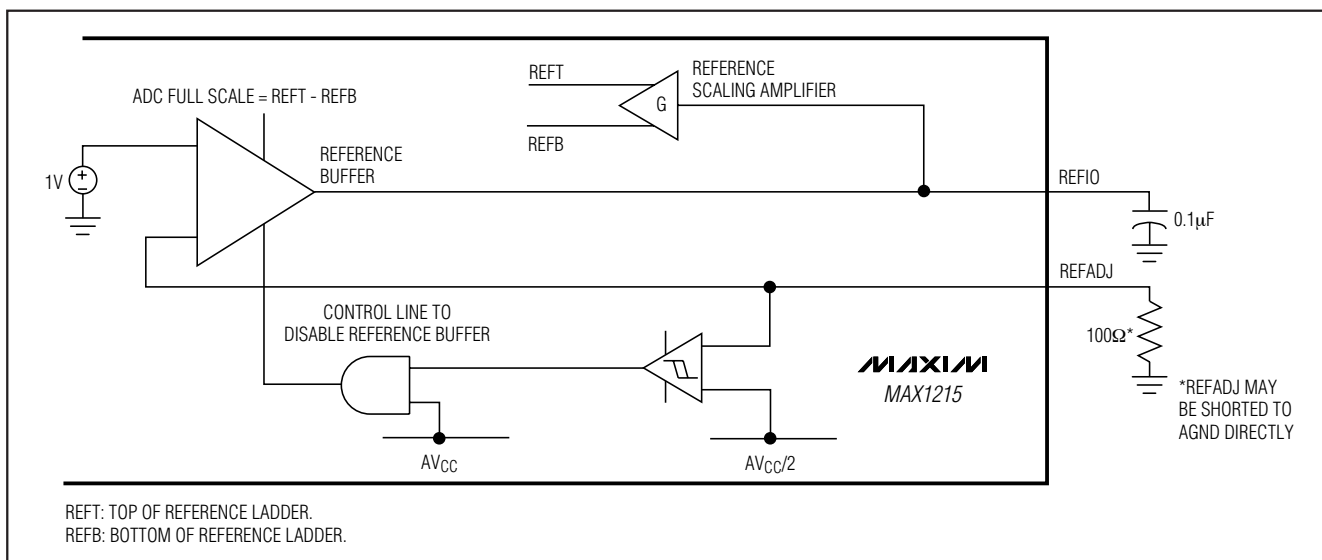 ADC FULL SCALE = REFT - REFB
REFT
G
REFB
REFERENCE
SCALING AMPLIFIER
1V
+
−
REFERENCE
BUFFER
REFIO
0.1μF
REFADJ
CONTROL LINE TO
DISABLE REFERENCE BUFFER
100Ω*
MAXIM
MAX1215
*REFADJ MAY
BE SHORTED TO
AGND DIRECTLY
AVCC
AVCC/2
REFT: TOP OF REFERENCE LADDER.
REFB: BOTTOM OF REFERENCE LADDER.